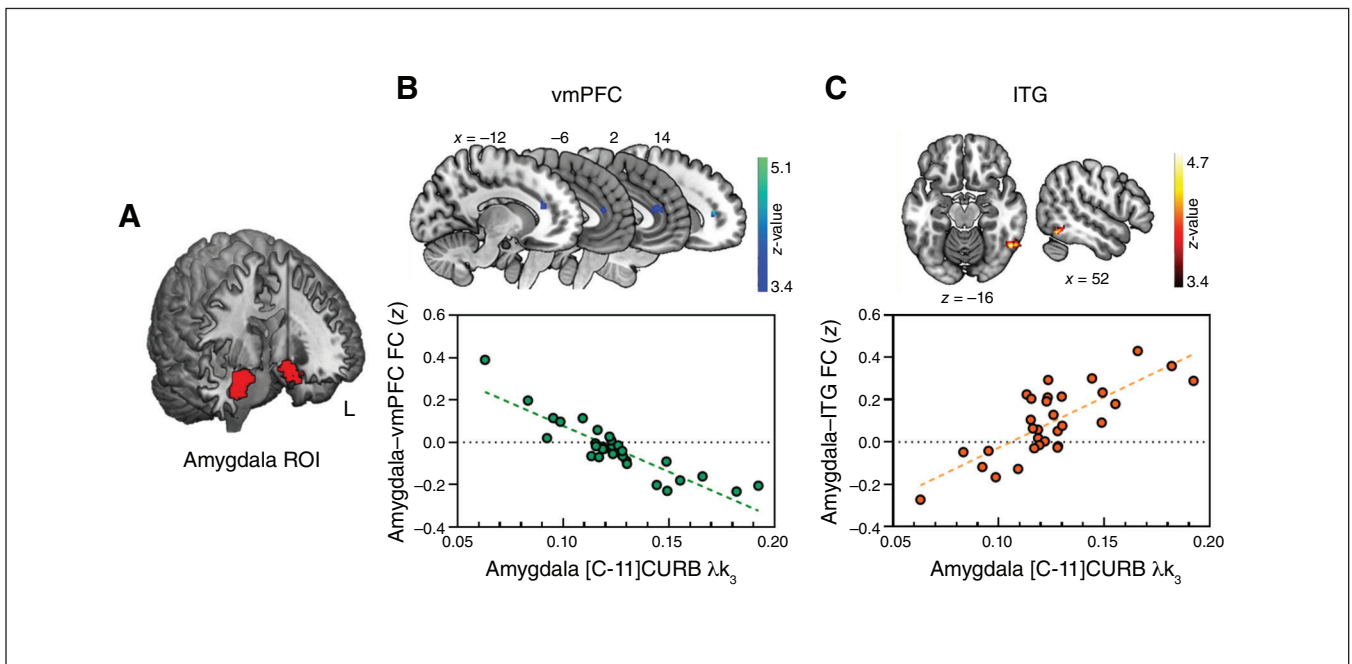 A
L
Amygdala ROI
B
vmPFC
x = –12 –6 2 14
5.1
z-value
3.4
Amygdala–vmPFC FC (z)
0.6
0.4
0.2
0.0
–0.2
–0.4
0.05 0.10 0.15 0.20
Amygdala [C-11]CURB λk3
C
ITG
z = –16
x = 52
4.7
z-value
3.4
Amygdala–ITG FC (z)
0.6
0.4
0.2
0.0
–0.2
–0.4
0.05 0.10 0.15 0.20
Amygdala [C-11]CURB λk3